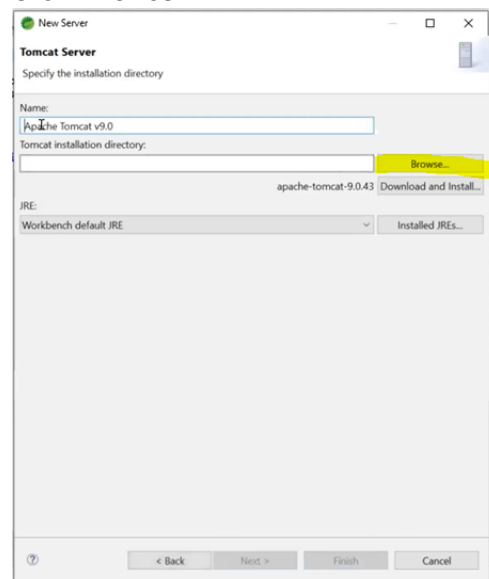 New Server
Tomcat Server
Specify the installation directory
Name:
Apache Tomcat v9.0
Tomcat installation directory:
Browse...
apache-tomcat-9.0.43 Download and Install...
JRE:
Workbench default JRE Installed JREs...
< Back Next > Finish Cancel